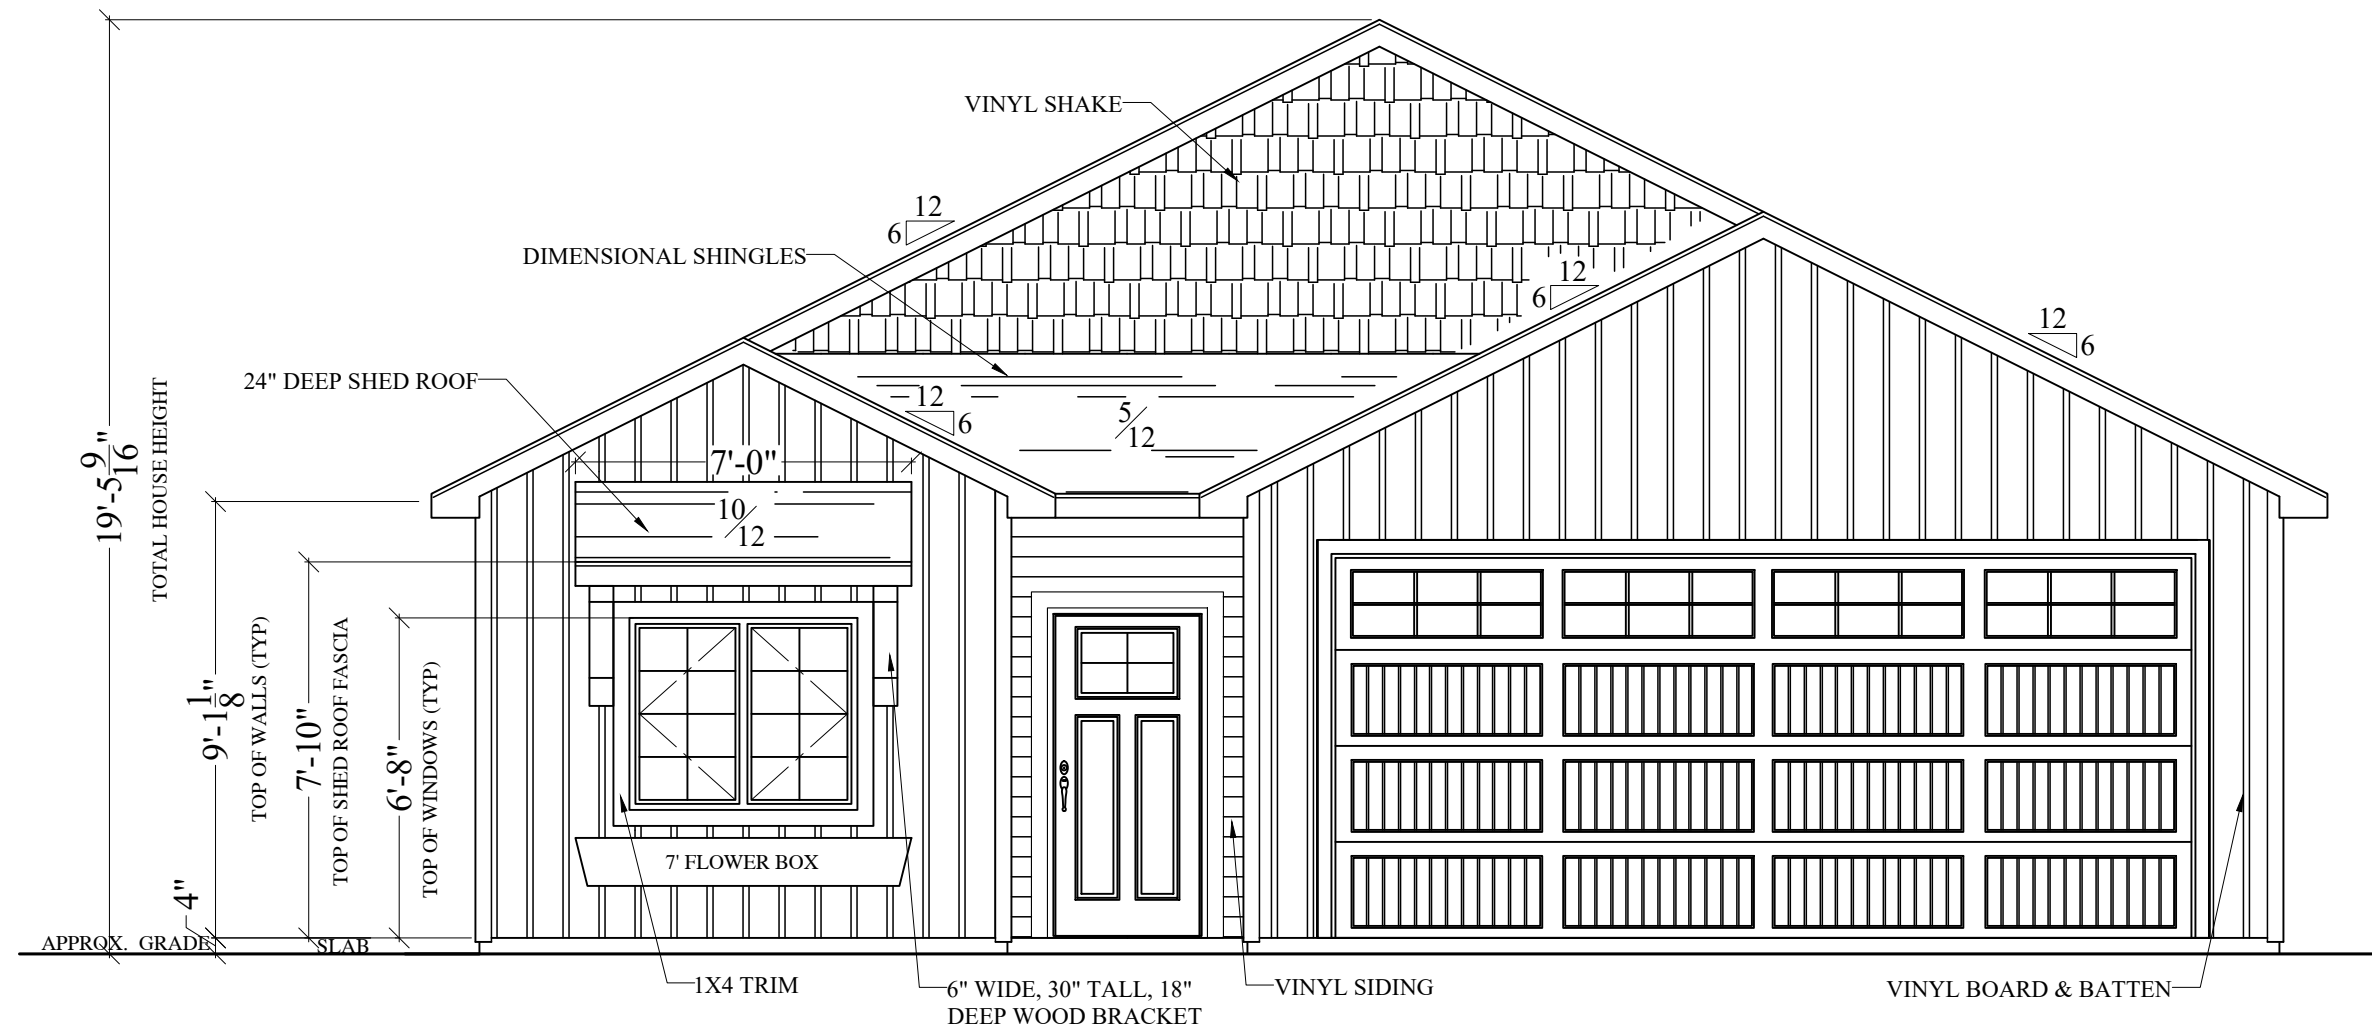 VINYL SHAKE
12
6
DIMENSIONAL SHINGLES
12
6
12
6
24" DEEP SHED ROOF
12
6
5/12
7'-0"
10/12
19'-5 9/16"
TOTAL HOUSE HEIGHT
9'-1 1/8"
TOP OF WALLS (TYP)
7'-10"
TOP OF SHED ROOF FASCIA
6'-8"
TOP OF WINDOWS (TYP)
7' FLOWER BOX
4"
APPROX. GRADE
SLAB
1X4 TRIM
6" WIDE, 30" TALL, 18"
DEEP WOOD BRACKET
VINYL SIDING
VINYL BOARD & BATTEN